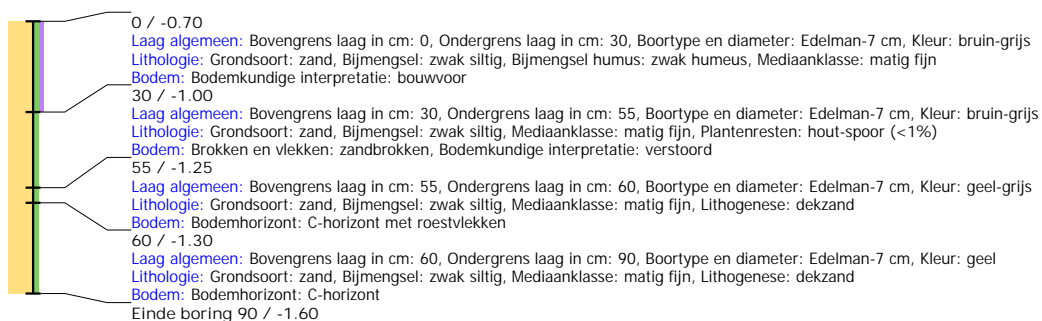 0 / -0.70
Laag algemeen: Bovengrens laag in cm: 0, Ondergrens laag in cm: 30, Boortype en diameter: Edelman-7 cm, Kleur: bruin-grijs
Lithologie: Grondsoort: zand, Bijmengsel: zwak siltig, Bijmengsel humus: zwak humeus, Mediaanklasse: matig fijn
Bodem: Bodemkundige interpretatie: bouwvoor
30 / -1.00
Laag algemeen: Bovengrens laag in cm: 30, Ondergrens laag in cm: 55, Boortype en diameter: Edelman-7 cm, Kleur: bruin-grijs
Lithologie: Grondsoort: zand, Bijmengsel: zwak siltig, Mediaanklasse: matig fijn, Plantenresten: hout-spoor (<1%)
Bodem: Brokken en vlekken: zandbrokken, Bodemkundige interpretatie: verstoord
55 / -1.25
Laag algemeen: Bovengrens laag in cm: 55, Ondergrens laag in cm: 60, Boortype en diameter: Edelman-7 cm, Kleur: geel-grijs
Lithologie: Grondsoort: zand, Bijmengsel: zwak siltig, Mediaanklasse: matig fijn, Lithogenese: dekzand
Bodem: Bodemhorizont: C-horizont met roestvlekken
60 / -1.30
Laag algemeen: Bovengrens laag in cm: 60, Ondergrens laag in cm: 90, Boortype en diameter: Edelman-7 cm, Kleur: geel
Lithologie: Grondsoort: zand, Bijmengsel: zwak siltig, Mediaanklasse: matig fijn, Lithogenese: dekzand
Bodem: Bodemhorizont: C-horizont
Einde boring 90 / -1.60